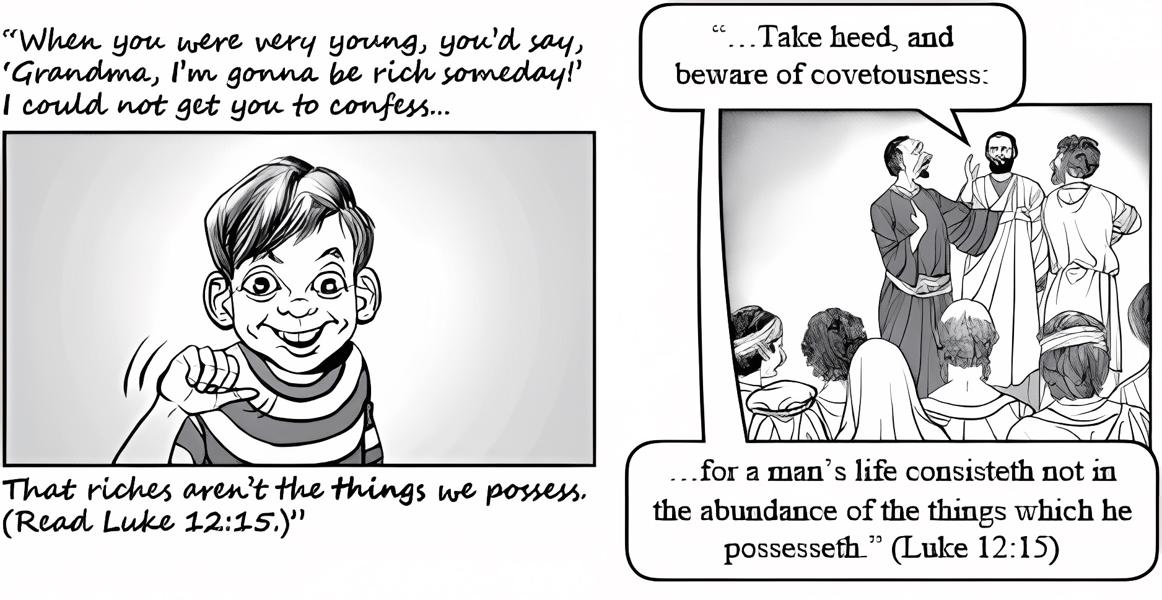 “When you were very young, you’d say,
‘Grandma, I’m gonna be rich someday!’
I could not get you to confess...
That riches aren’t the things we possess.
(Read Luke 12:15.)”
“...Take heed, and
beware of covetousness:
...for a man’s life consisteth not in
the abundance of the things which he
possesseth.” (Luke 12:15)